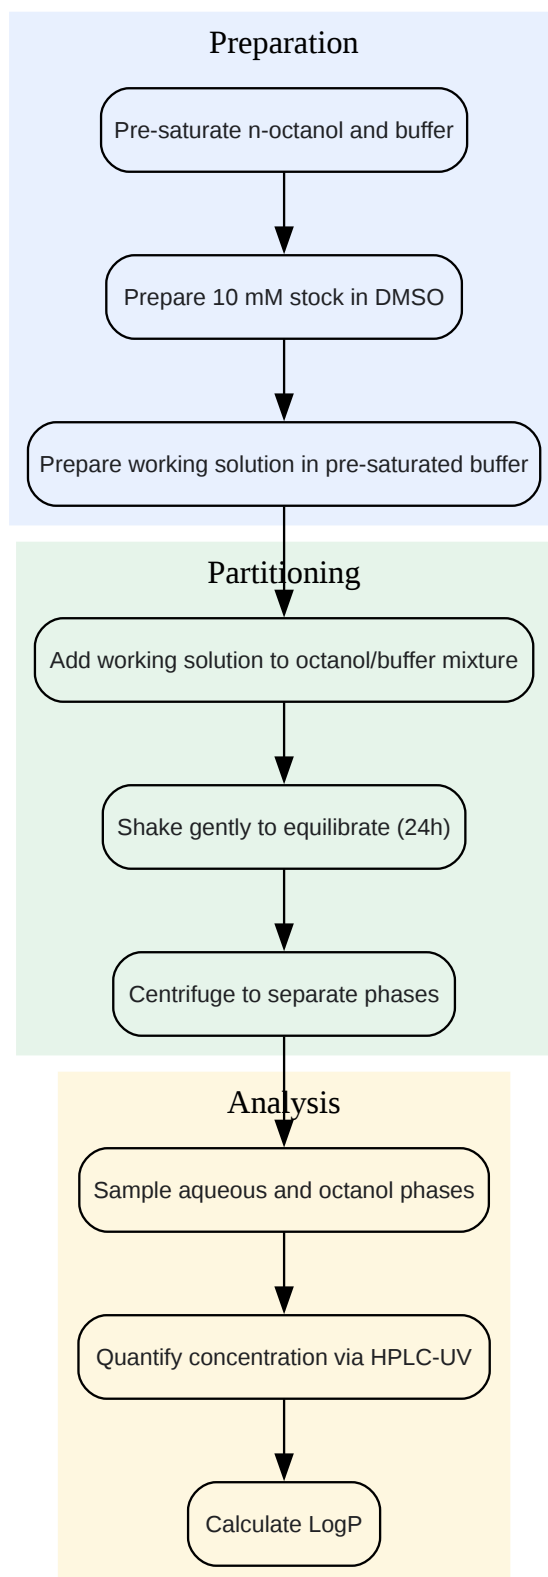 Preparation
Pre-saturate n-octanol and buffer
Prepare 10 mM stock in DMSO
Prepare working solution in pre-saturated buffer
Partitioning
Add working solution to octanol/buffer mixture
Shake gently to equilibrate (24h)
Centrifuge to separate phases
Analysis
Sample aqueous and octanol phases
Quantify concentration via HPLC-UV
Calculate LogP